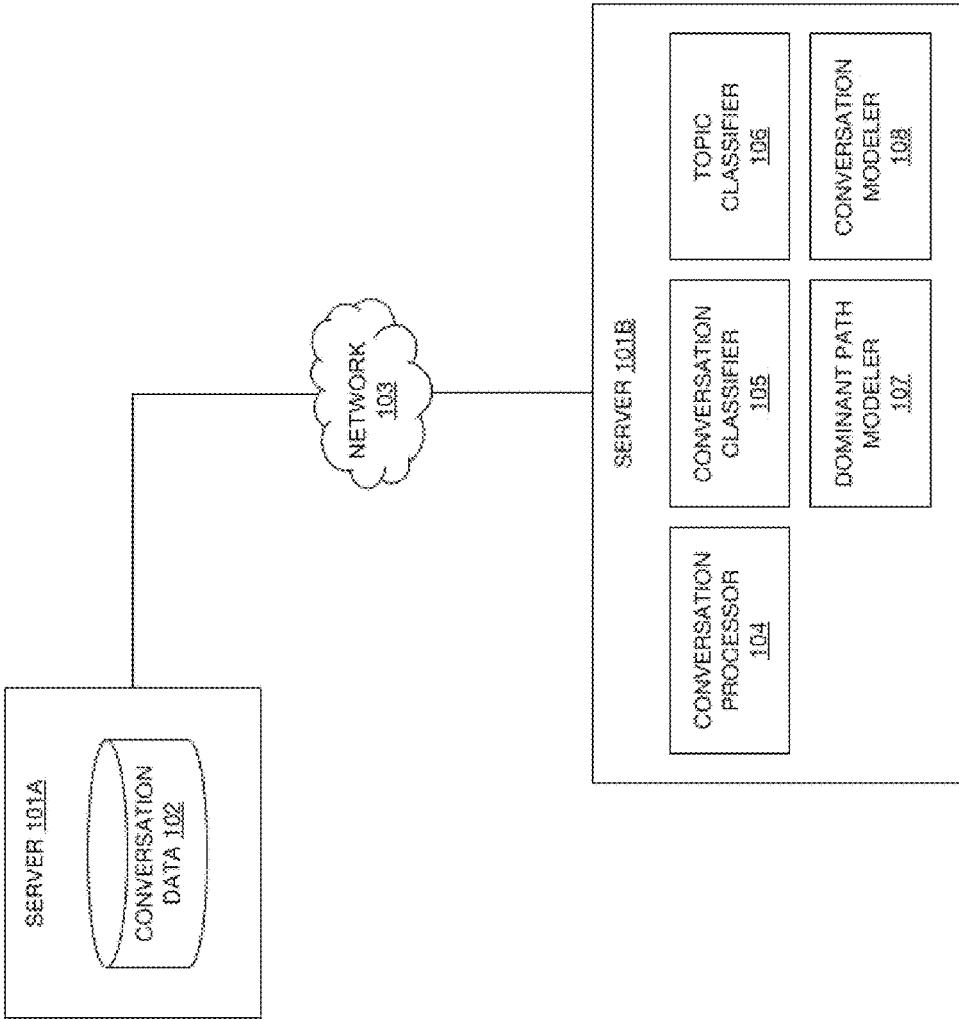 SERVER 101A
CONVERSATION
DATA 102
NETWORK
103
SERVER 101B
CONVERSATION
PROCESSOR
104
CONVERSATION
CLASSIFIER
105
TOPIC
CLASSIFIER
106
DOMINANT PATH
MODELER
107
CONVERSATION
MODELER
108